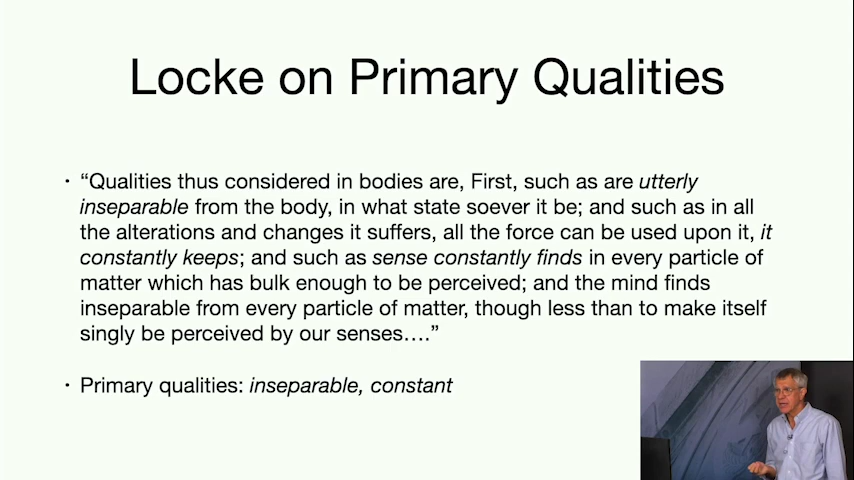 Locke on Primary Qualities
• “Qualities thus considered in bodies are, First, such as are utterly
inseparable from the body, in what state soever it be; and such as in all
the alterations and changes it suffers, all the force can be used upon it, it
constantly keeps; and such as sense constantly finds in every particle of
matter which has bulk enough to be perceived; and the mind finds
inseparable from every particle of matter, though less than to make itself
singly be perceived by our senses….”
• Primary qualities: inseparable, constant